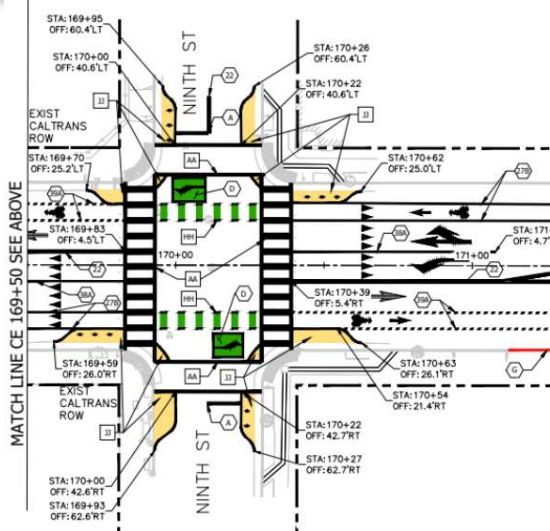 STA:169+95
OFF:60.4'LT
STA:170+00
OFF:40.6'LT
NINTH ST
22
A
STA:170+26
OFF:60.4'LT
STA:170+22
OFF:40.6'LT
JJ
JJ
EXIST
CALTRANS
ROW
STA:169+70
OFF:25.2'LT
STA:170+62
OFF:25.0'LT
AA
27B
39A
D
STA:169+83
OFF:4.5'LT
HH
38A
STA:171
OFF:4.7'
22
170+00
171+00
22
AA
38A
27B
HH
D
STA:170+39
OFF:5.4'RT
39A
STA:169+59
OFF:26.0'RT
AA
JJ
STA:170+63
OFF:26.1'RT
G
EXIST
CALTRANS
ROW
STA:170+54
OFF:21.4'RT
JJ
A
STA:170+22
OFF:42.7'RT
NINTH ST
STA:170+27
OFF:62.7'RT
STA:170+00
OFF:42.6'RT
STA:169+93
OFF:62.6'RT
MATCH LINE CE 169+50 SEE ABOVE